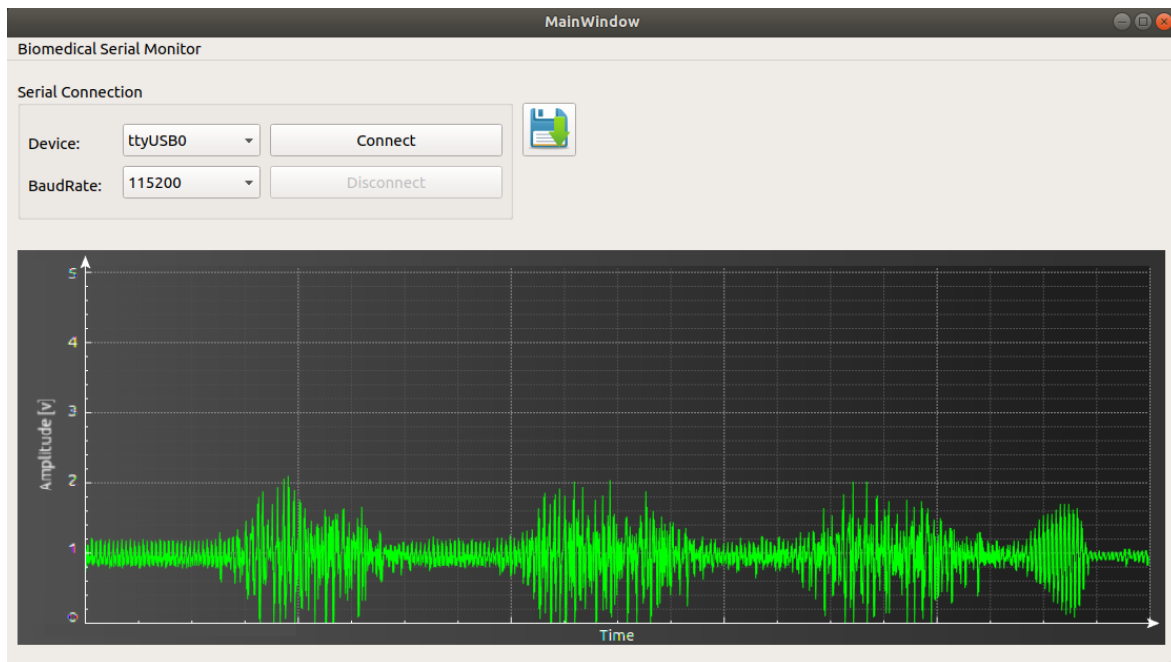 MainWindow
Biomedical Serial Monitor
Serial Connection
Device:
ttyUSB0
Connect
BaudRate:
115200
Disconnect
5
4
3
2
1
0
Amplitude [v]
Time